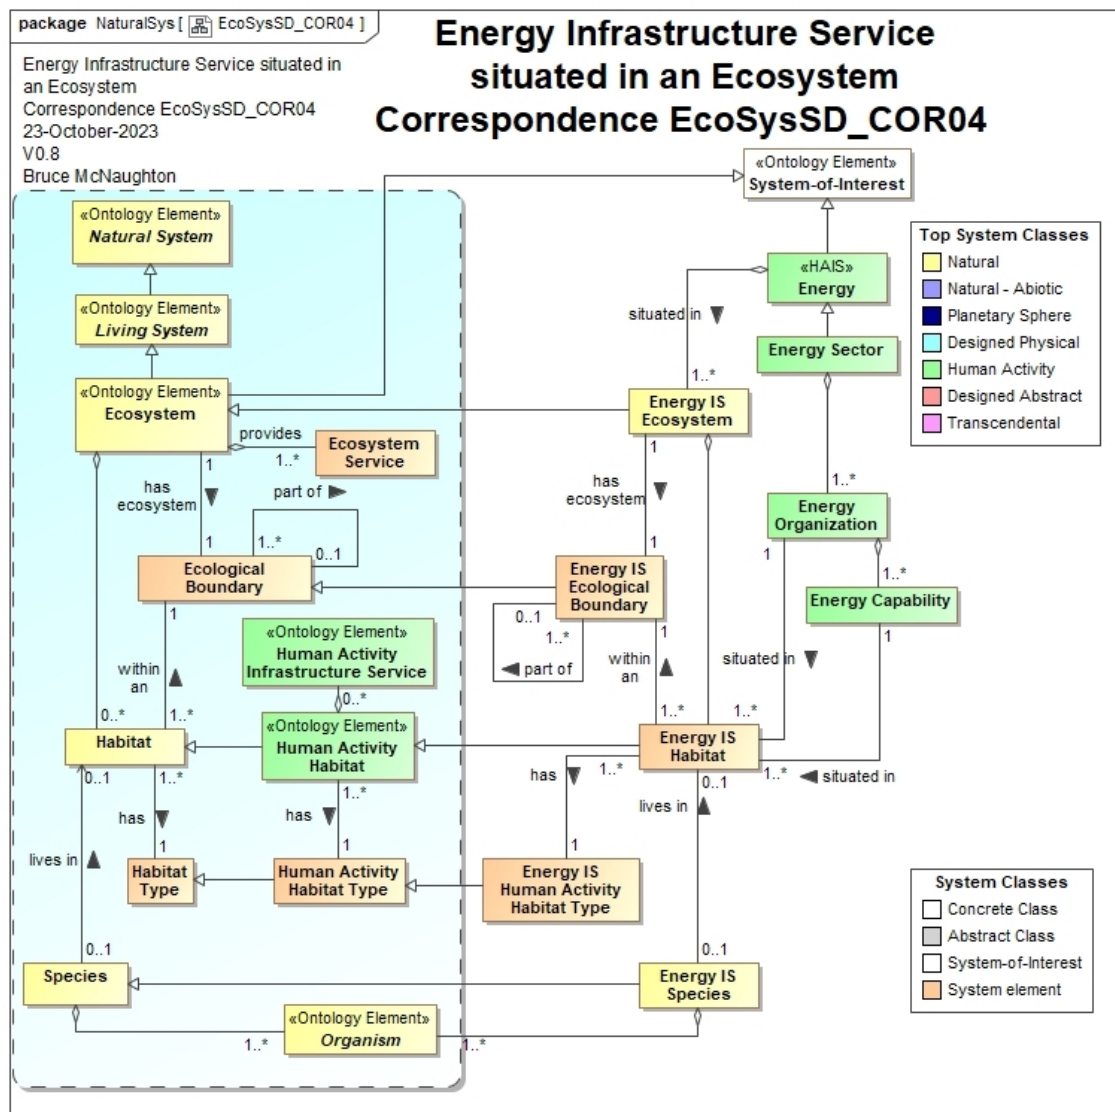 package NaturalSys [ EcoSysSD_COR04 ]
Energy Infrastructure Service
situated in an Ecosystem
Correspondence EcoSysSD_COR04
Energy Infrastructure Service situated in
an Ecosystem
Correspondence EcoSysSD_COR04
23-October-2023
V0.8
Bruce McNaughton
«Ontology Element»
System-of-Interest
«Ontology Element»
Natural System
«Ontology Element»
Living System
«Ontology Element»
Ecosystem
provides
1..*
Ecosystem
Service
1
has
ecosystem
1
part of
1..*
0..1
Ecological
Boundary
1
within
an
1..*
0..*
Habitat
«Ontology Element»
Human Activity
Infrastructure Service
0..*
«Ontology Element»
Human Activity
Habitat
0..1
1..*
has
1
1..*
has
1
Habitat
Type
Human Activity
Habitat Type
lives in
0..1
Species
1..*
«Ontology Element»
Organism
1..*
«HAIS»
Energy
situated in
1..*
Energy Sector
Energy IS
Ecosystem
1
has
ecosystem
1
1..*
Energy
Organization
1
1..*
Energy Capability
1
Energy IS
Ecological
Boundary
0..1
1..*
part of
1
within
an
1..*
situated in
1..*
Energy IS
Habitat
1..*
situated in
has
1..*
1
0..1
lives in
Energy IS
Human Activity
Habitat Type
0..1
Energy IS
Species
Top System Classes
Natural
Natural - Abiotic
Planetary Sphere
Designed Physical
Human Activity
Designed Abstract
Transcendental
System Classes
Concrete Class
Abstract Class
System-of-Interest
System element